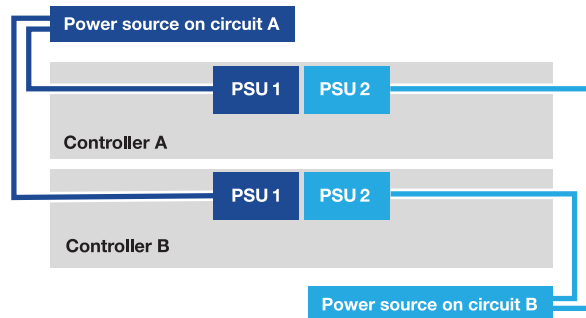 Power source on circuit A
PSU 1
PSU 2
Controller A
PSU 1
PSU 2
Controller B
Power source on circuit B